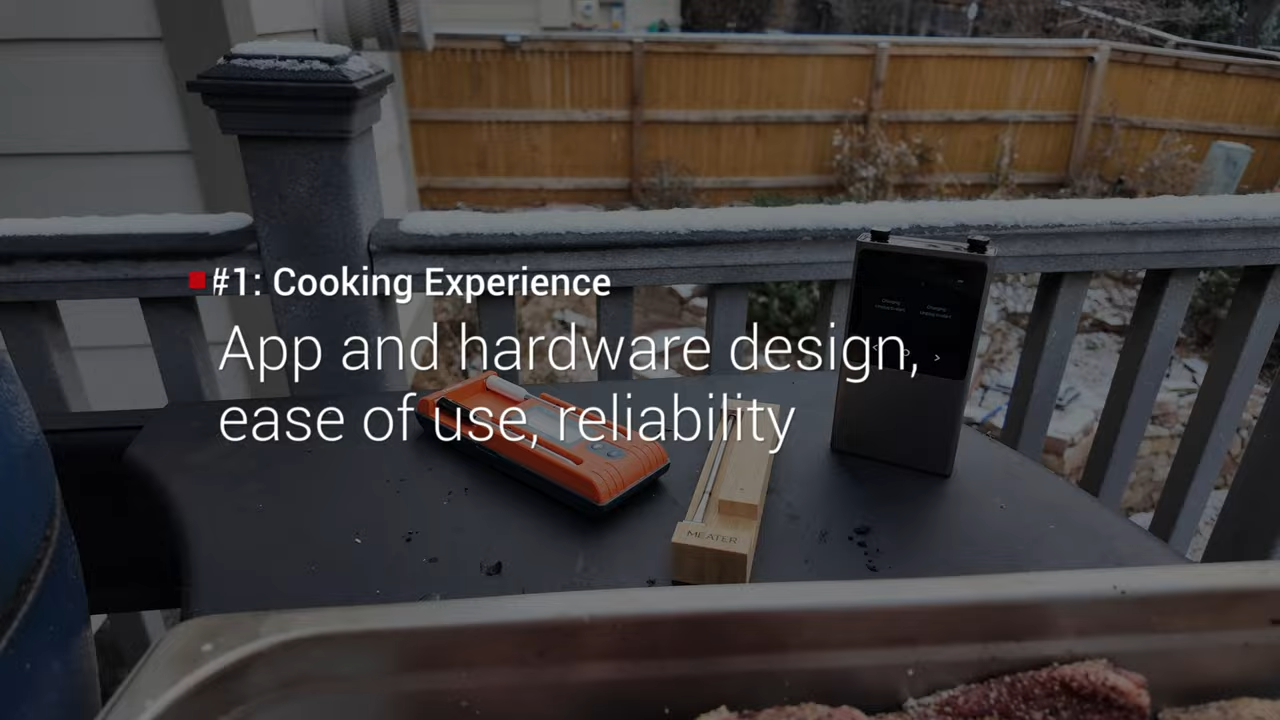 #1: Cooking Experience
App and hardware design,
ease of use, reliability
MEATER